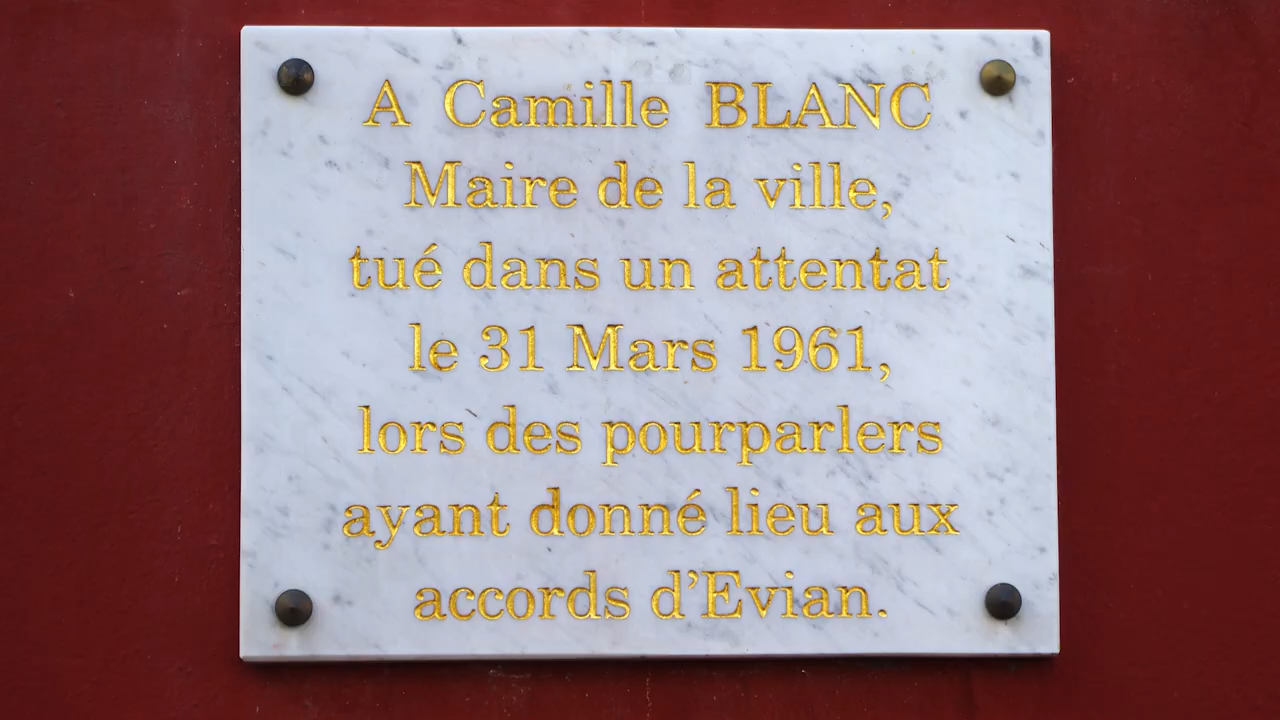 A Camille BLANC
Maire de la ville,
tué dans un attentat
le 31 Mars 1961,
lors des pourparlers
ayant donné lieu aux
accords d'Evian.